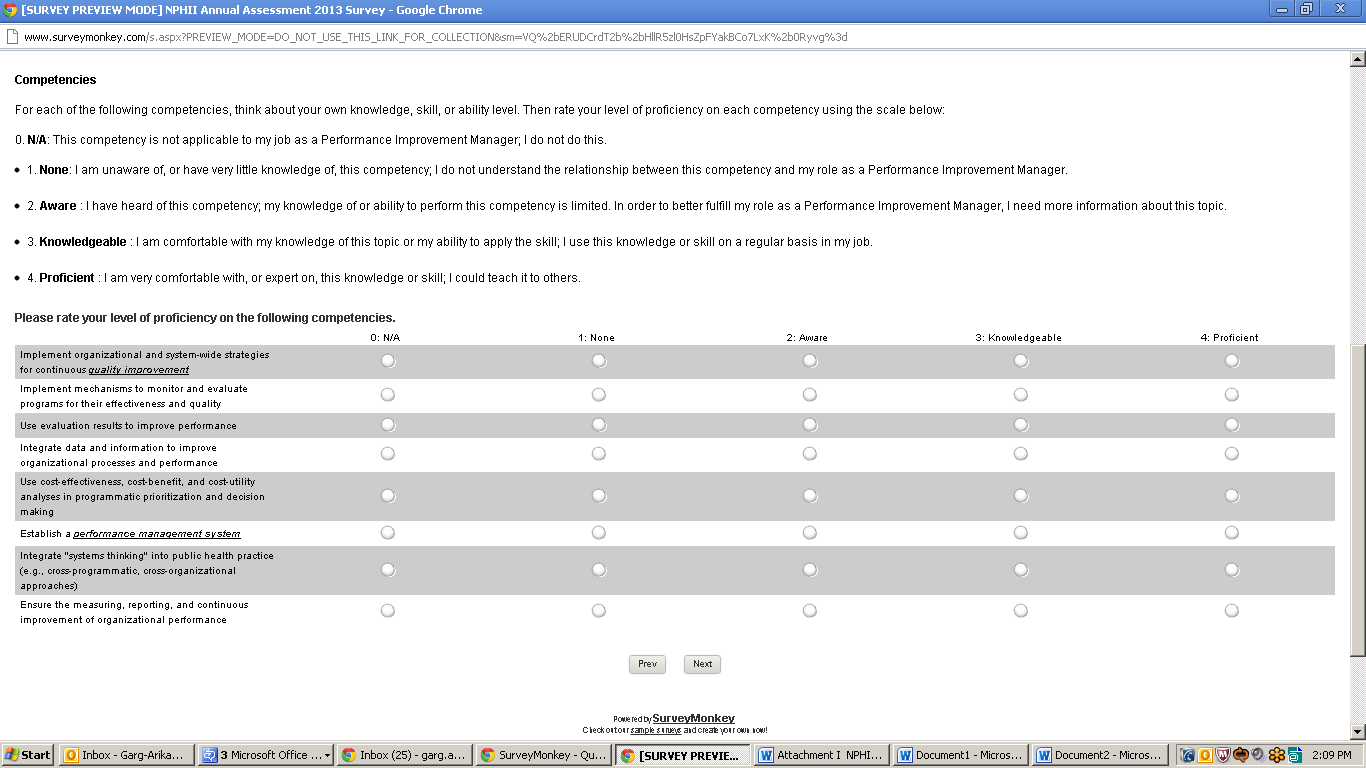 [SURVEY PREVIEW MODE] NPHII Annual Assessment 2013 Survey - Google Chrome
www.surveymonkey.com/s.aspx?PREVIEW_MODE=DO_NOT_USE_THIS_LINK_FOR_COLLECTION&sm=VQ%2bERUDCrdT2b%2bHllR5zl0HsZpFYakBCo7LxK%2b0Ryvg%3d
Competencies
For each of the following competencies, think about your own knowledge, skill, or ability level. Then rate your level of proficiency on each competency using the scale below:
0. N/A: This competency is not applicable to my job as a Performance Improvement Manager; I do not do this.
• 1. None: I am unaware of, or have very little knowledge of, this competency; I do not understand the relationship between this competency and my role as a Performance Improvement Manager.
• 2. Aware : I have heard of this competency; my knowledge of or ability to perform this competency is limited. In order to better fulfill my role as a Performance Improvement Manager, I need more information about this topic.
• 3. Knowledgeable : I am comfortable with my knowledge of this topic or my ability to apply the skill; I use this knowledge or skill on a regular basis in my job.
• 4. Proficient : I am very comfortable with, or expert on, this knowledge or skill; I could teach it to others.
Please rate your level of proficiency on the following competencies.
0: N/A 1: None 2: Aware 3: Knowledgeable 4: Proficient
Implement organizational and system-wide strategies
for continuous quality improvement
Implement mechanisms to monitor and evaluate
programs for their effectiveness and quality
Use evaluation results to improve performance
Integrate data and information to improve
organizational processes and performance
Use cost-effectiveness, cost-benefit, and cost-utility
analyses in programmatic prioritization and decision
making
Establish a performance management system
Integrate "systems thinking" into public health practice
(e.g., cross-programmatic, cross-organizational
approaches)
Ensure the measuring, reporting, and continuous
improvement of organizational performance
Prev Next
Powered by SurveyMonkey
Check out our sample surveys and create your own now!
Start Inbox - Garg-Arika... 3 Microsoft Office ... Inbox (25) - garg.a... SurveyMonkey - Qu... [SURVEY PREVIE... Attachment I NPHI... Document1 - Micros... Document2 - Micros... 2:09 PM